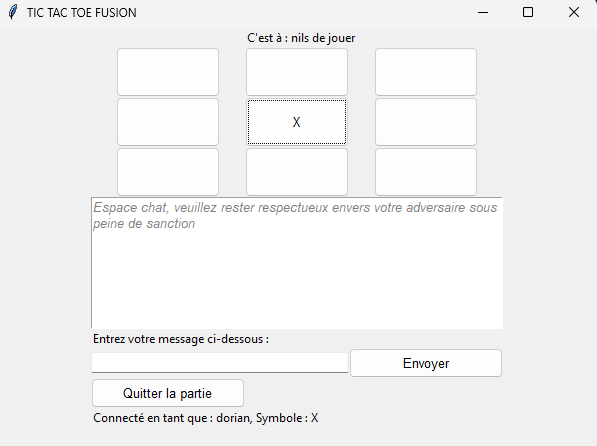 TIC TAC TOE FUSION
C'est à : nils de jouer
X
Espace chat, veuillez rester respectueux envers votre adversaire sous
peine de sanction
Entrez votre message ci-dessous :
Envoyer
Quitter la partie
Connecté en tant que : dorian, Symbole : X